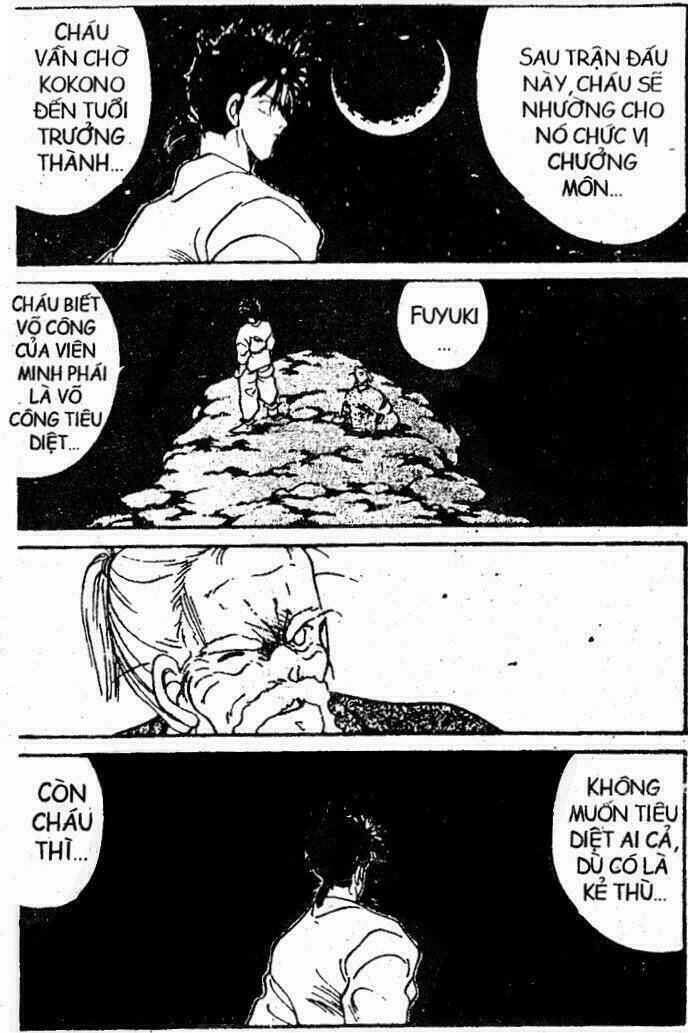 CHÁU
VẪN CHỜ
KOKONO
ĐẾN TUỔI
TRƯỞNG
THÀNH...
SAU TRẬN ĐẤU
NÀY, CHÁU SẼ
NHƯỜNG CHO
NÓ CHỨC VỊ
CHƯỞNG
MÔN...
CHÁU BIẾT
VÕ CÔNG
CỦA VIÊN
MINH PHÁI
LÀ VÕ
CÔNG TIÊU
DIỆT...
FUYUKI
...
CÒN
CHÁU
THÌ...
KHÔNG
MUỐN TIÊU
DIỆT AI CẢ,
DÙ CÓ LÀ
KẺ THÙ...